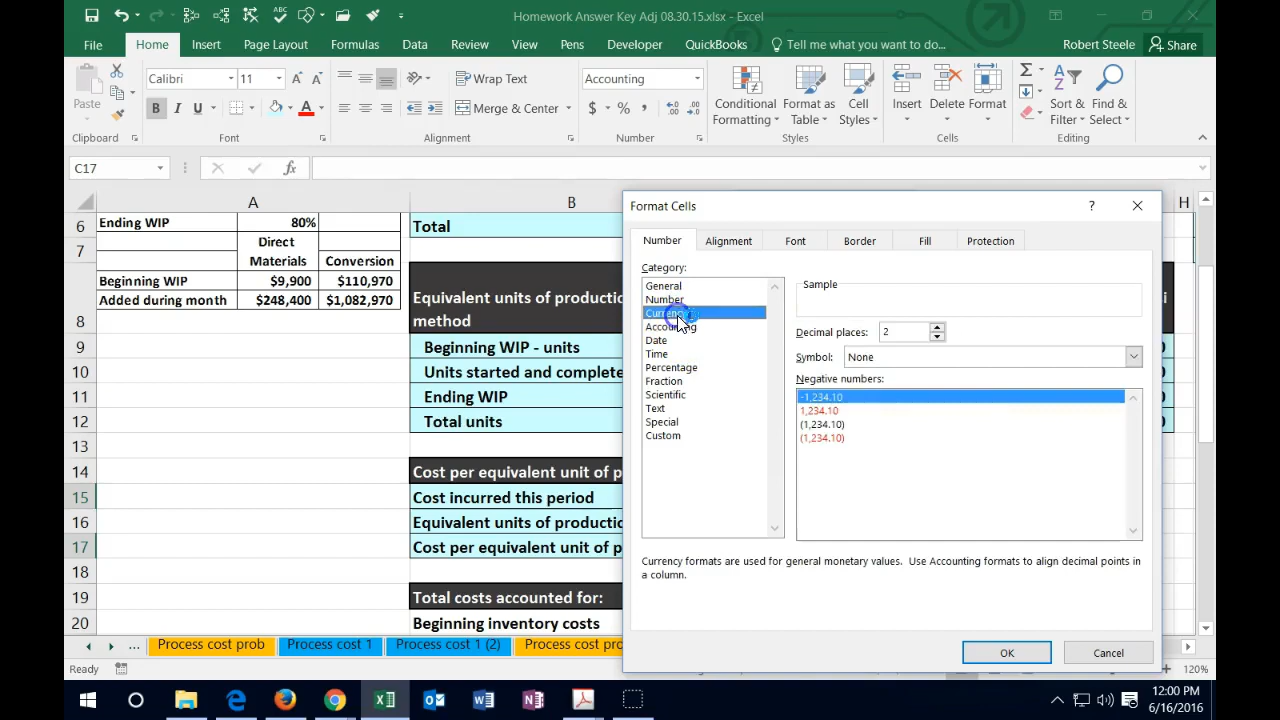 Homework Answer Key Adj 08.30.15.xlsx - Excel
File Home Insert Page Layout Formulas Data Review View Pens Developer QuickBooks Tell me what you want to do... Robert Steele Share
Calibri 11 A A Wrap Text Accounting
Paste B I U A Merge & Center $ % , Conditional Formatting Format as Table Cell Styles Insert Delete Format Sort & Filter Find & Select
Clipboard Font Alignment Number Styles Cells Editing
C17 fx
A B H
6 Ending WIP 80% Total
7 Direct
Materials Conversion
Beginning WIP $9,900 $110,970
8 Added during month $248,400 $1,082,970 Equivalent units of productio
method
9 Beginning WIP - units
10 Units started and complete
11 Ending WIP
12 Total units
13
14 Cost per equivalent unit of p
15 Cost incurred this period
16 Equivalent units of productio
17 Cost per equivalent unit of p
18
19 Total costs accounted for:
20 Beginning inventory costs
Format Cells ?
Number Alignment Font Border Fill Protection
Category:
General
Number
Currency
Accounting
Date
Time
Percentage
Fraction
Scientific
Text
Special
Custom
Sample
Decimal places: 2
Symbol: None
Negative numbers:
-1,234.10
1,234.10
(1,234.10)
(1,234.10)
Currency formats are used for general monetary values. Use Accounting formats to align decimal points in
a column.
OK Cancel
... Process cost prob Process cost 1 Process cost 1 (2) Process cost pro
Ready 120%
12:00 PM
6/16/2016